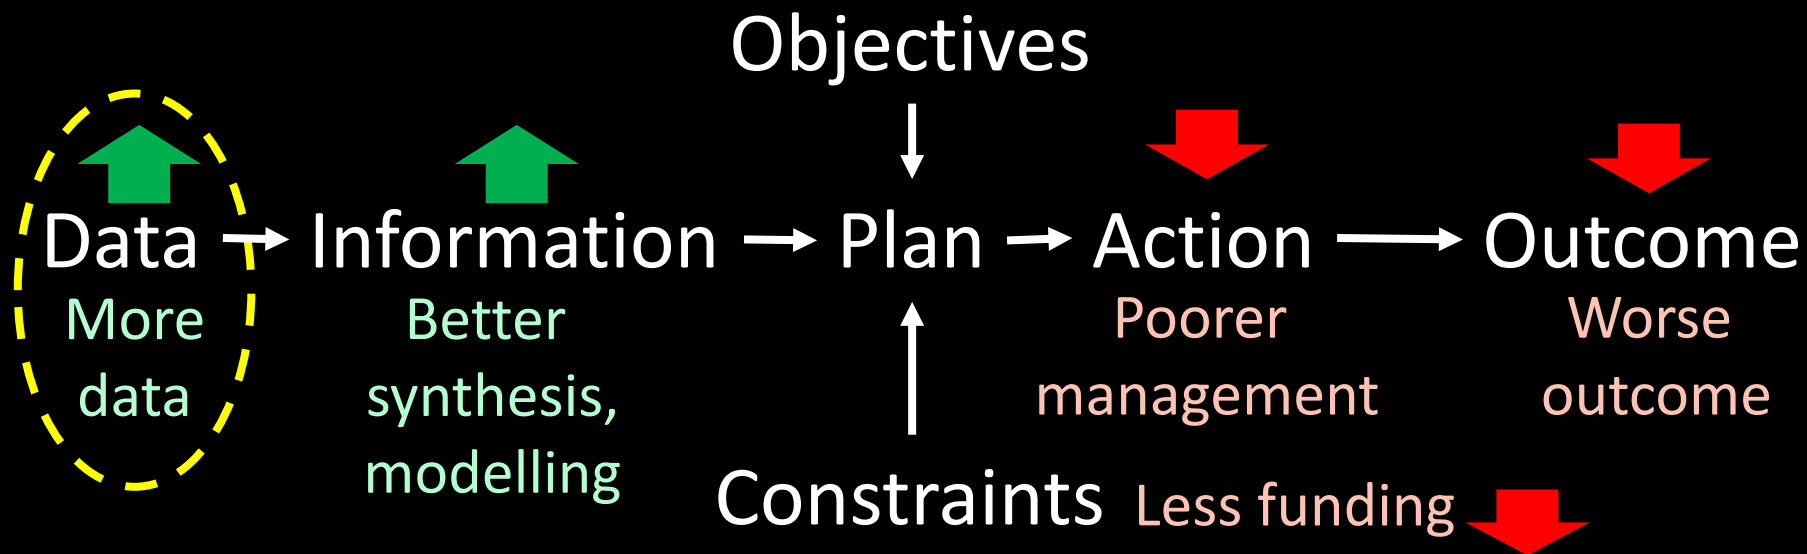 Objectives
Data Information Plan Action Outcome
More Better Poorer Worse
data synthesis, management outcome
modelling
Constraints Less funding